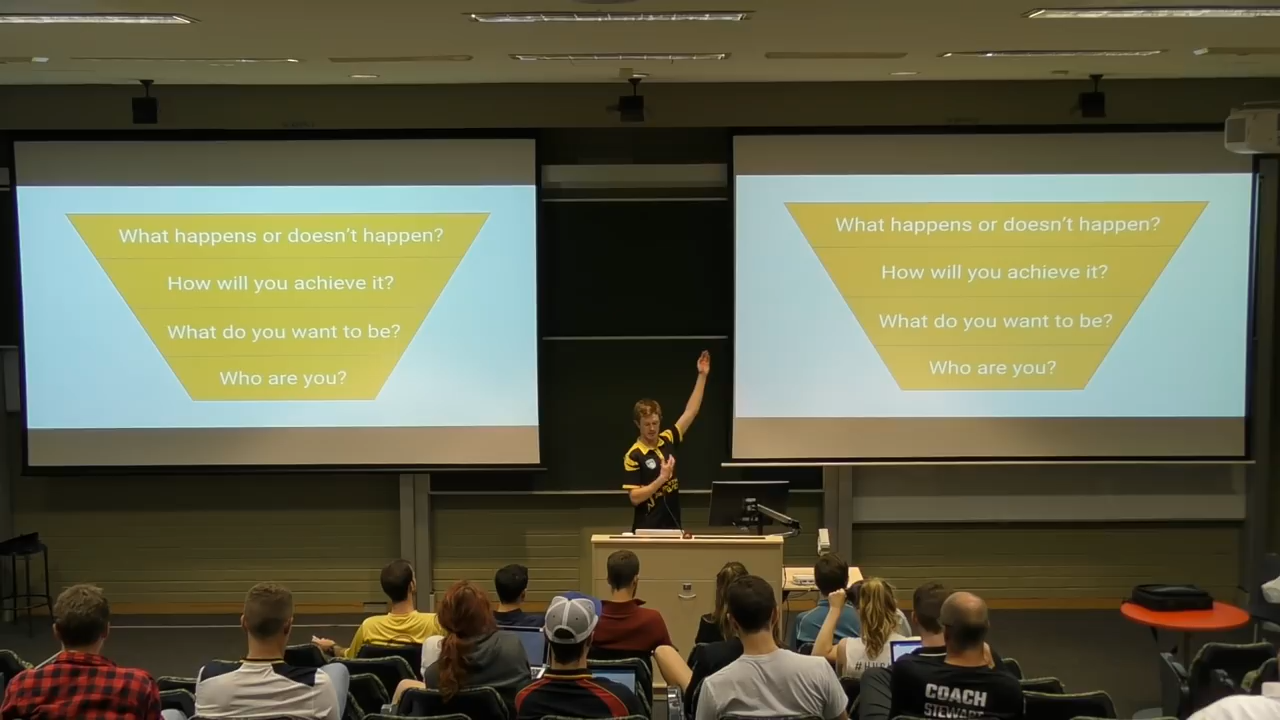 What happens or doesn't happen?
How will you achieve it?
What do you want to be?
Who are you?
What happens or doesn't happen?
How will you achieve it?
What do you want to be?
Who are you?
COACH
STEWART